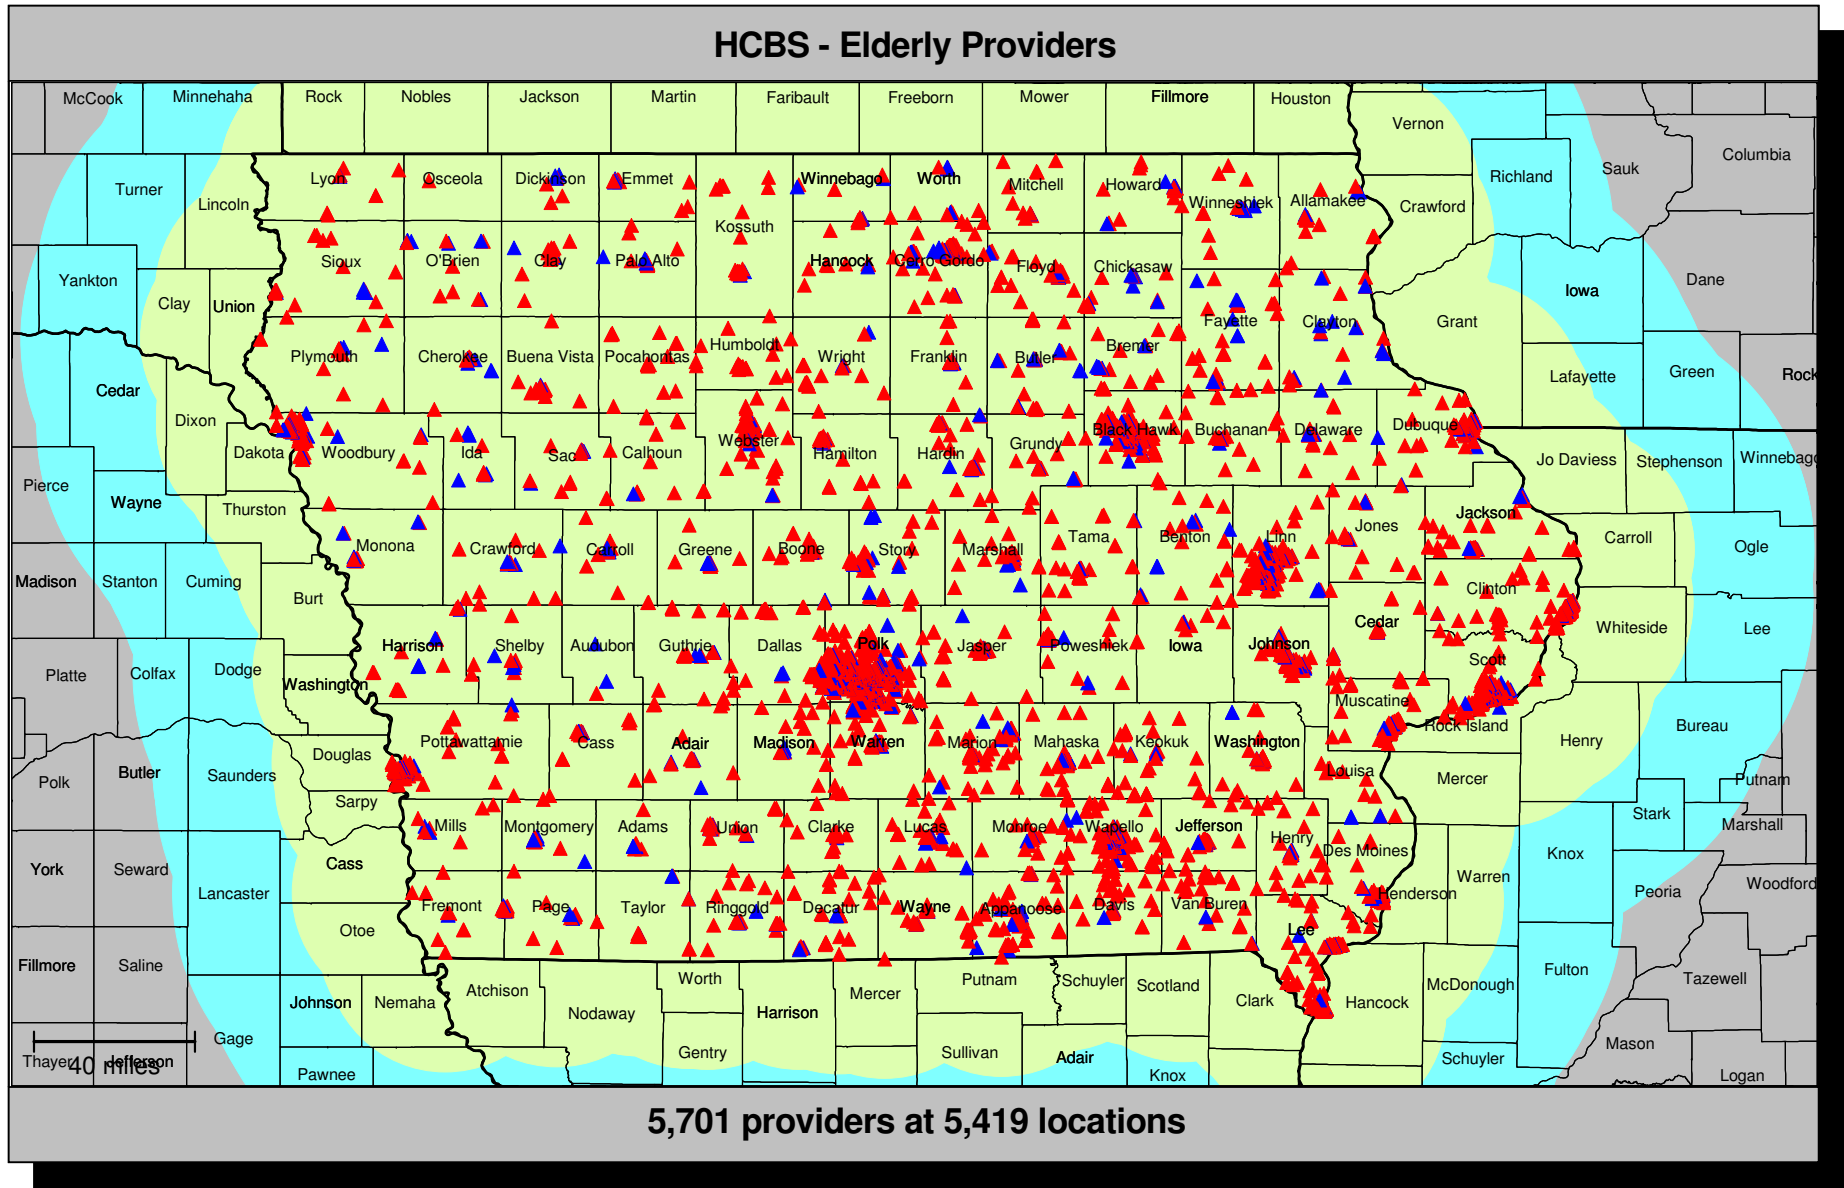 HCBS - Elderly Providers
McCook Minnehaha Rock Nobles Jackson Martin Faribault Freeborn Mower Fillmore Houston
Vernon
Columbia
Sauk
Richland
Turner Lincoln Lyon Osceola Dickinson Emmet Winnebago Worth Mitchell Howard Winneshiek Allamakee Crawford
Kossuth
Yankton Sioux O'Brien Clay Palo Alto Hancock Cerro Gordo Floyd Chickasaw Iowa Dane
Clay Union Fayette Clayton Grant
Plymouth Cherokee Buena Vista Pocahontas Humboldt Wright Franklin Butler Bremer
Cedar Lafayette Green Rock
Dixon Black Hawk Buchanan Delaware Dubuque
Dakota Woodbury Ida Sac Calhoun Webster Hamilton Hardin Grundy Jo Daviess Stephenson Winnebago
Pierce Wayne Thurston Jackson
Monona Crawford Carroll Greene Boone Story Marshall Tama Benton Linn Jones Carroll Ogle
Madison Stanton Cuming Burt Clinton
Harrison Shelby Audubon Guthrie Dallas Polk Jasper Poweshiek Iowa Johnson Cedar Whiteside Lee
Platte Colfax Dodge Washington Scott
Muscatine Rock Island
Pottawattamie Cass Adair Madison Warren Marion Mahaska Keokuk Washington Henry Bureau
Douglas Louisa
Polk Butler Saunders Mercer Putnam
Sarpy
Mills Montgomery Adams Union Clarke Lucas Monroe Wapello Jefferson Henry Stark Marshall
Des Moines Knox
York Seward Lancaster Cass Warren Peoria Woodford
Henderson
Fremont Page Taylor Ringgold Decatur Wayne Appanoose Davis Van Buren
Otoe Lee
Fillmore Saline Fulton Tazewell
Worth Putnam Schuyler Scotland McDonough
Johnson Nemaha Atchison Nodaway Harrison Mercer Clark Hancock
Gage Gentry Sullivan Adair Schuyler Mason
Thayer Jefferson
40 miles
Pawnee Knox Logan
5,701 providers at 5,419 locations